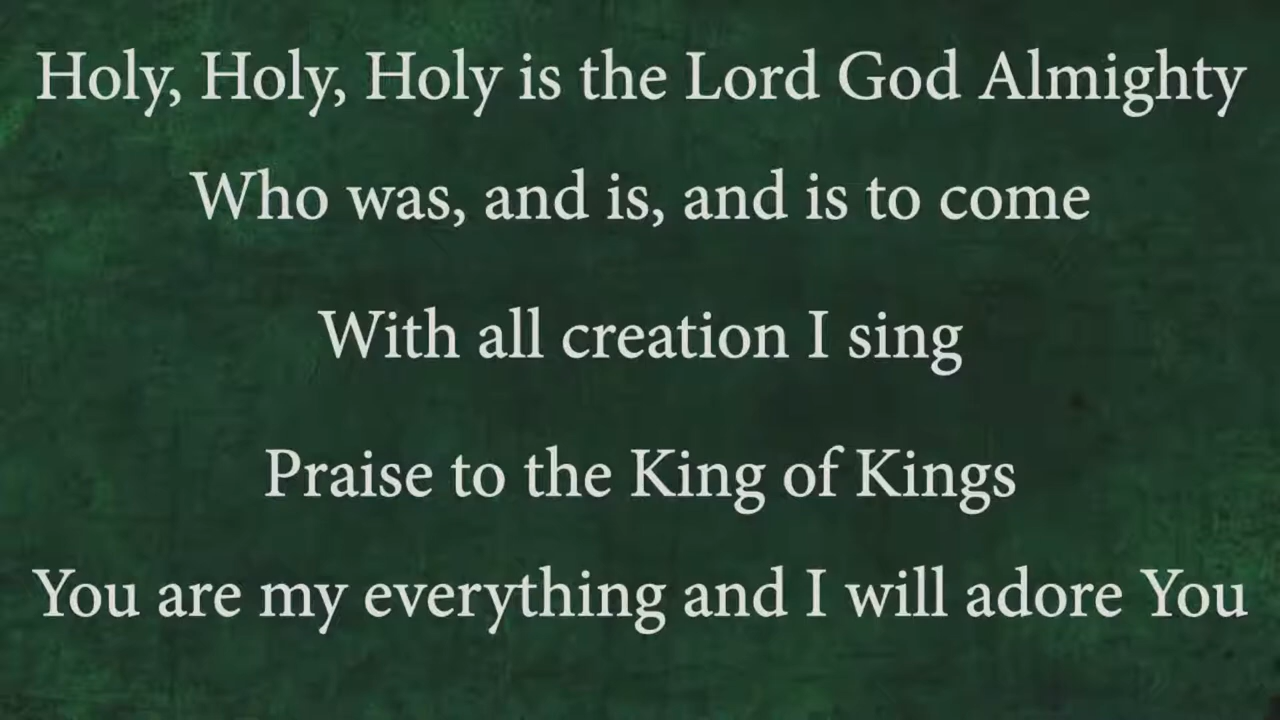 Holy, Holy, Holy is the Lord God Almighty
Who was, and is, and is to come
With all creation I sing
Praise to the King of Kings
You are my everything and I will adore You